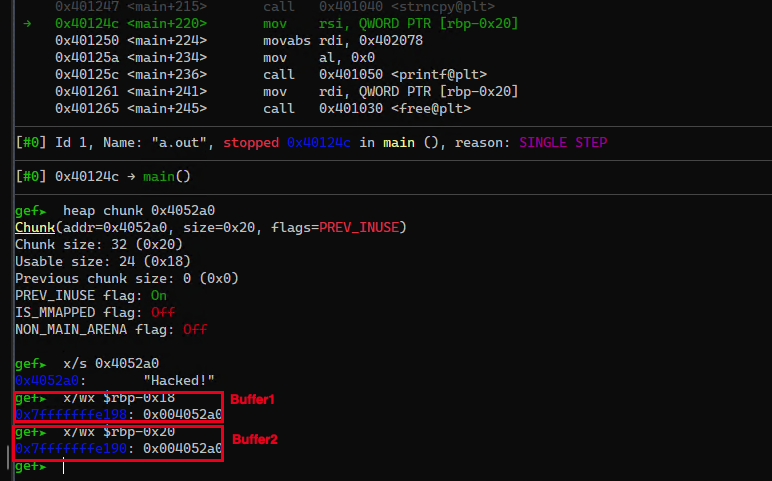 0x401247 <main+215> call 0x401040 <strncpy@plt>
→ 0x40124c <main+220> mov rsi, QWORD PTR [rbp-0x20]
0x401250 <main+224> movabs rdi, 0x402078
0x40125a <main+234> mov al, 0x0
0x40125c <main+236> call 0x401050 <printf@plt>
0x401261 <main+241> mov rdi, QWORD PTR [rbp-0x20]
0x401265 <main+245> call 0x401030 <free@plt>
[#0] Id 1, Name: "a.out", stopped 0x40124c in main (), reason: SINGLE STEP
[#0] 0x40124c → main()
gef➤ heap chunk 0x4052a0
Chunk(addr=0x4052a0, size=0x20, flags=PREV_INUSE)
Chunk size: 32 (0x20)
Usable size: 24 (0x18)
Previous chunk size: 0 (0x0)
PREV_INUSE flag: On
IS_MMAPPED flag: Off
NON_MAIN_ARENA flag: Off
gef➤ x/s 0x4052a0
0x4052a0: "Hacked!"
gef➤ x/wx $rbp-0x18 Buffer1
0x7fffffffe198: 0x004052a0
gef➤ x/wx $rbp-0x20 Buffer2
0x7fffffffe190: 0x004052a0
gef➤